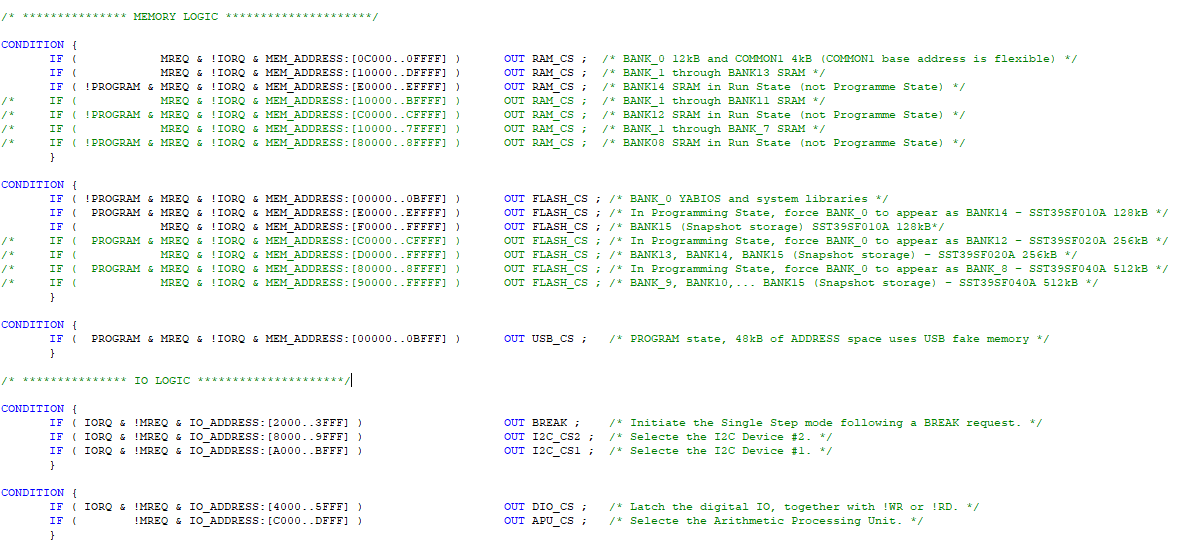 /* *************** MEMORY LOGIC *********************/
CONDITION {
IF ( MREQ & !IORQ & MEM_ADDRESS:[0C000..0FFFF] ) OUT RAM_CS ; /* BANK_0 12kB and COMMON1 4kB (COMMON1 base address is flexible) */
IF ( MREQ & !IORQ & MEM_ADDRESS:[10000..DFFFF] ) OUT RAM_CS ; /* BANK_1 through BANK13 SRAM */
IF ( !PROGRAM & MREQ & !IORQ & MEM_ADDRESS:[E0000..EFFFF] ) OUT RAM_CS ; /* BANK14 SRAM in Run State (not Programme State) */
/* IF ( MREQ & !IORQ & MEM_ADDRESS:[10000..BFFFF] ) OUT RAM_CS ; /* BANK_1 through BANK11 SRAM */
/* IF ( !PROGRAM & MREQ & !IORQ & MEM_ADDRESS:[C0000..CFFFF] ) OUT RAM_CS ; /* BANK12 SRAM in Run State (not Programme State) */
/* IF ( MREQ & !IORQ & MEM_ADDRESS:[10000..7FFFF] ) OUT RAM_CS ; /* BANK_1 through BANK_7 SRAM */
/* IF ( !PROGRAM & MREQ & !IORQ & MEM_ADDRESS:[80000..8FFFF] ) OUT RAM_CS ; /* BANK08 SRAM in Run State (not Programme State) */
}
CONDITION {
IF ( !PROGRAM & MREQ & !IORQ & MEM_ADDRESS:[00000..0BFFF] ) OUT FLASH_CS ; /* BANK_0 YABIOS and system libraries */
IF ( PROGRAM & MREQ & !IORQ & MEM_ADDRESS:[E0000..EFFFF] ) OUT FLASH_CS ; /* In Programming State, force BANK_0 to appear as BANK14 - SST39SF010A 128kB */
IF ( MREQ & !IORQ & MEM_ADDRESS:[F0000..FFFFF] ) OUT FLASH_CS ; /* BANK15 (Snapshot storage) SST39SF010A 128kB*/
/* IF ( PROGRAM & MREQ & !IORQ & MEM_ADDRESS:[C0000..CFFFF] ) OUT FLASH_CS ; /* In Programming State, force BANK_0 to appear as BANK12 - SST39SF020A 256kB */
/* IF ( MREQ & !IORQ & MEM_ADDRESS:[D0000..FFFFF] ) OUT FLASH_CS ; /* BANK13, BANK14, BANK15 (Snapshot storage) - SST39SF020A 256kB */
/* IF ( PROGRAM & MREQ & !IORQ & MEM_ADDRESS:[80000..8FFFF] ) OUT FLASH_CS ; /* In Programming State, force BANK_0 to appear as BANK_8 - SST39SF040A 512kB */
/* IF ( MREQ & !IORQ & MEM_ADDRESS:[90000..FFFFF] ) OUT FLASH_CS ; /* BANK_9, BANK10,... BANK15 (Snapshot storage) - SST39SF040A 512kB */
}
CONDITION {
IF ( PROGRAM & MREQ & !IORQ & MEM_ADDRESS:[00000..0BFFF] ) OUT USB_CS ; /* PROGRAM state, 48kB of ADDRESS space uses USB fake memory */
}
/* *************** IO LOGIC *********************/
CONDITION {
IF ( IORQ & !MREQ & IO_ADDRESS:[2000..3FFF] ) OUT BREAK ; /* Initiate the Single Step mode following a BREAK request. */
IF ( IORQ & !MREQ & IO_ADDRESS:[8000..9FFF] ) OUT I2C_CS2 ; /* Selecte the I2C Device #2. */
IF ( IORQ & !MREQ & IO_ADDRESS:[A000..BFFF] ) OUT I2C_CS1 ; /* Selecte the I2C Device #1. */
}
CONDITION {
IF ( IORQ & !MREQ & IO_ADDRESS:[4000..5FFF] ) OUT DIO_CS ; /* Latch the digital IO, together with !WR or !RD. */
IF ( !MREQ & IO_ADDRESS:[C000..DFFF] ) OUT APU_CS ; /* Selecte the Arithmetic Processing Unit. */
}